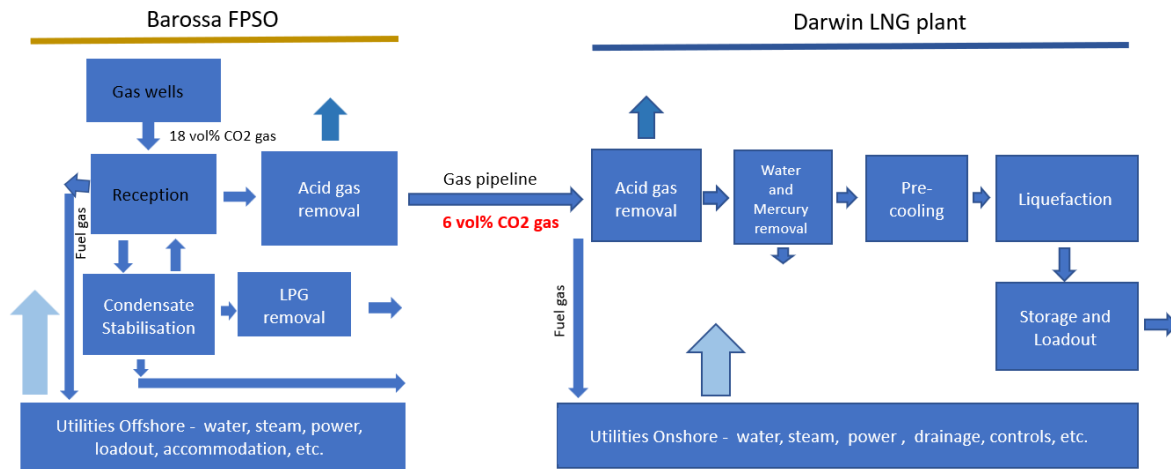 Barossa FPSO
Darwin LNG plant
Gas wells
18 vol% CO2 gas
Reception
Acid gas
removal
Fuel gas
Condensate
Stabilisation
LPG
removal
Utilities Offshore - water, steam, power,
loadout, accommodation, etc.
Gas pipeline
6 vol% CO2 gas
Acid gas
removal
Water
and
Mercury
removal
Pre-
cooling
Liquefaction
Fuel gas
Storage and
Loadout
Utilities Onshore - water, steam, power , drainage, controls, etc.